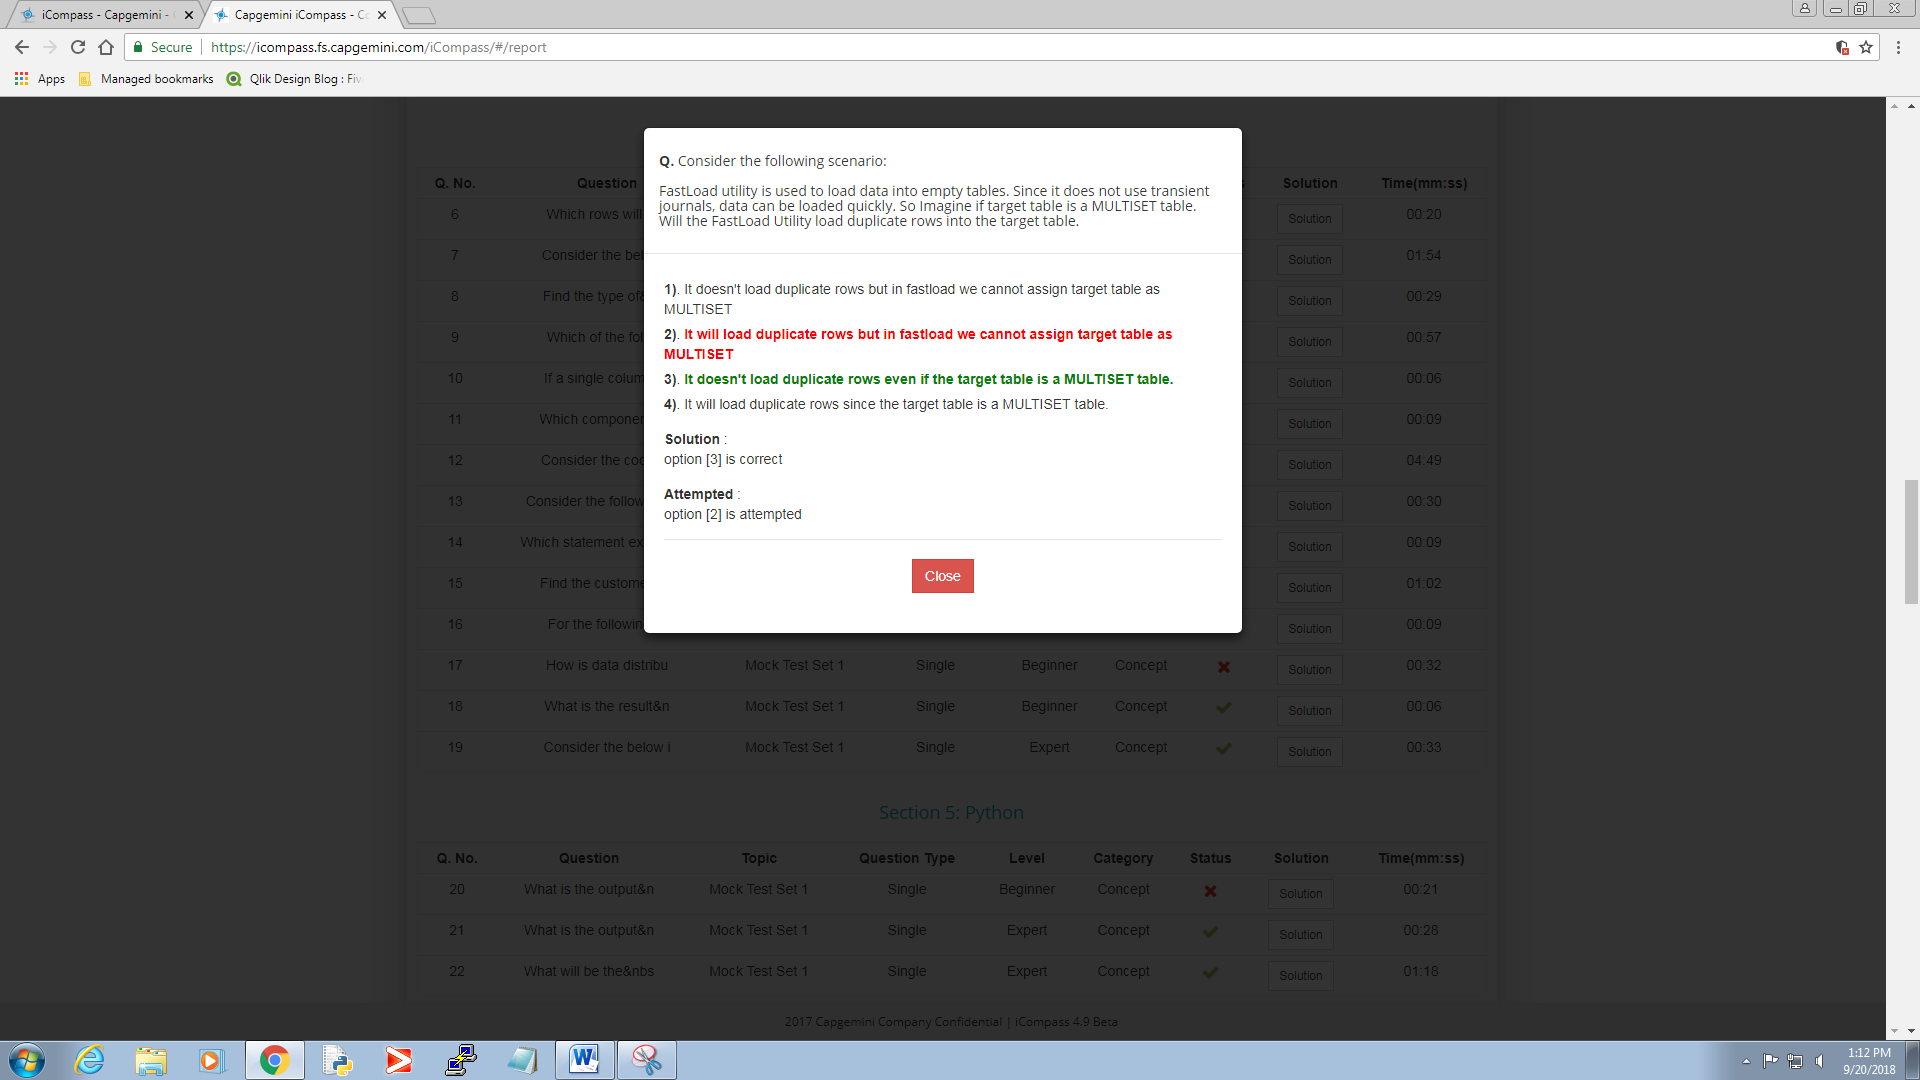 iCompass - Capgemini -
Capgemini iCompass - Co
Secure
https://icompass.fs.capgemini.com/iCompass/#/report
Apps
Managed bookmarks
Qlik Design Blog : Fiv
Q. Consider the following scenario:
FastLoad utility is used to load data into empty tables. Since it does not use transient
journals, data can be loaded quickly. So Imagine if target table is a MULTISET table.
Will the FastLoad Utility load duplicate rows into the target table.
1). It doesn't load duplicate rows but in fastload we cannot assign target table as
MULTISET
2). It will load duplicate rows but in fastload we cannot assign target table as
MULTISET
3). It doesn't load duplicate rows even if the target table is a MULTISET table.
4). It will load duplicate rows since the target table is a MULTISET table.
Solution :
option [3] is correct
Attempted :
option [2] is attempted
Close
Q. No. Question Solution Time(mm:ss)
6 Which rows will Solution 00:20
7 Consider the bel Solution 01:54
8 Find the type of& Solution 00:29
9 Which of the fol Solution 00:57
10 If a single colum Solution 00:06
11 Which componen Solution 00:09
12 Consider the cod Solution 04:49
13 Consider the follow Solution 00:30
14 Which statement ex Solution 00:09
15 Find the custome Solution 01:02
16 For the followin Solution 00:09
17 How is data distribu Mock Test Set 1 Single Beginner Concept Solution 00:32
18 What is the result&n Mock Test Set 1 Single Beginner Concept Solution 00:06
19 Consider the below i Mock Test Set 1 Single Expert Concept Solution 00:33
Section 5: Python
Q. No. Question Topic Question Type Level Category Status Solution Time(mm:ss)
20 What is the output&n Mock Test Set 1 Single Beginner Concept Solution 00:21
21 What is the output&n Mock Test Set 1 Single Expert Concept Solution 00:28
22 What will be the&nbs Mock Test Set 1 Single Expert Concept Solution 01:18
2017 Capgemini Company Confidential | iCompass 4.9 Beta
1:12 PM
9/20/2018